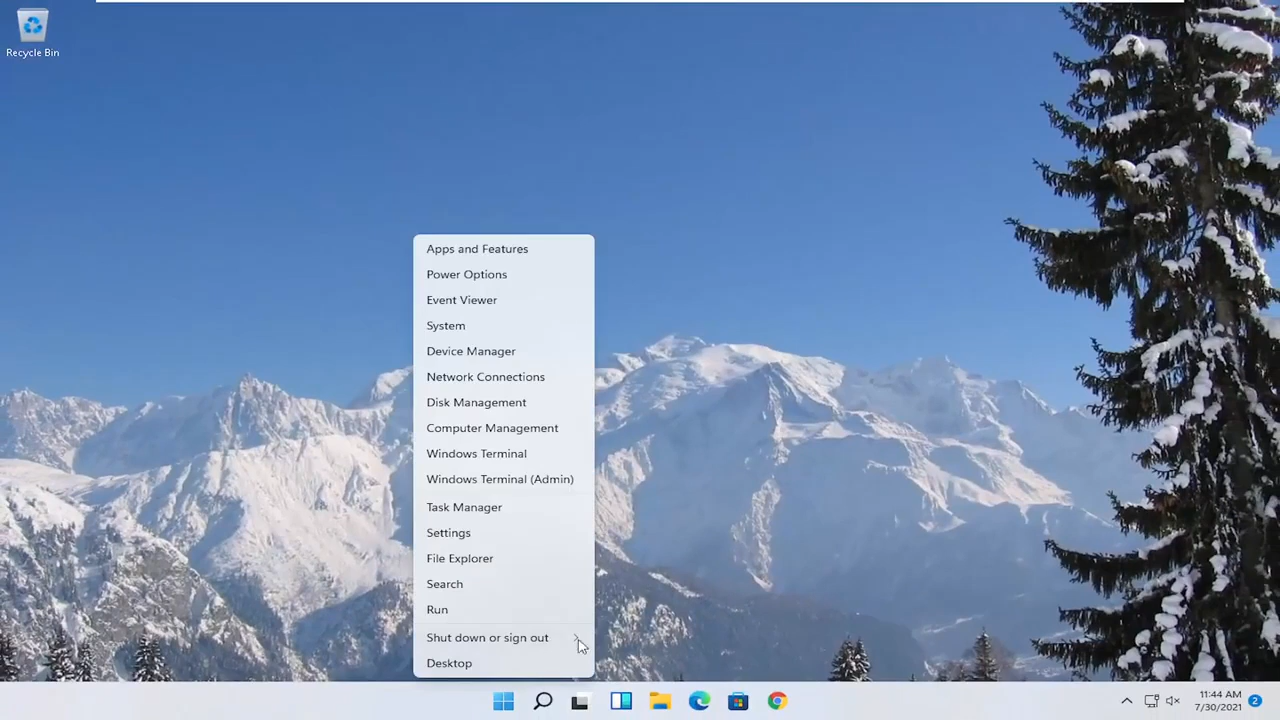 Recycle Bin
Apps and Features
Power Options
Event Viewer
System
Device Manager
Network Connections
Disk Management
Computer Management
Windows Terminal
Windows Terminal (Admin)
Task Manager
Settings
File Explorer
Search
Run
Shut down or sign out
Desktop
11:44 AM
7/30/2021
2